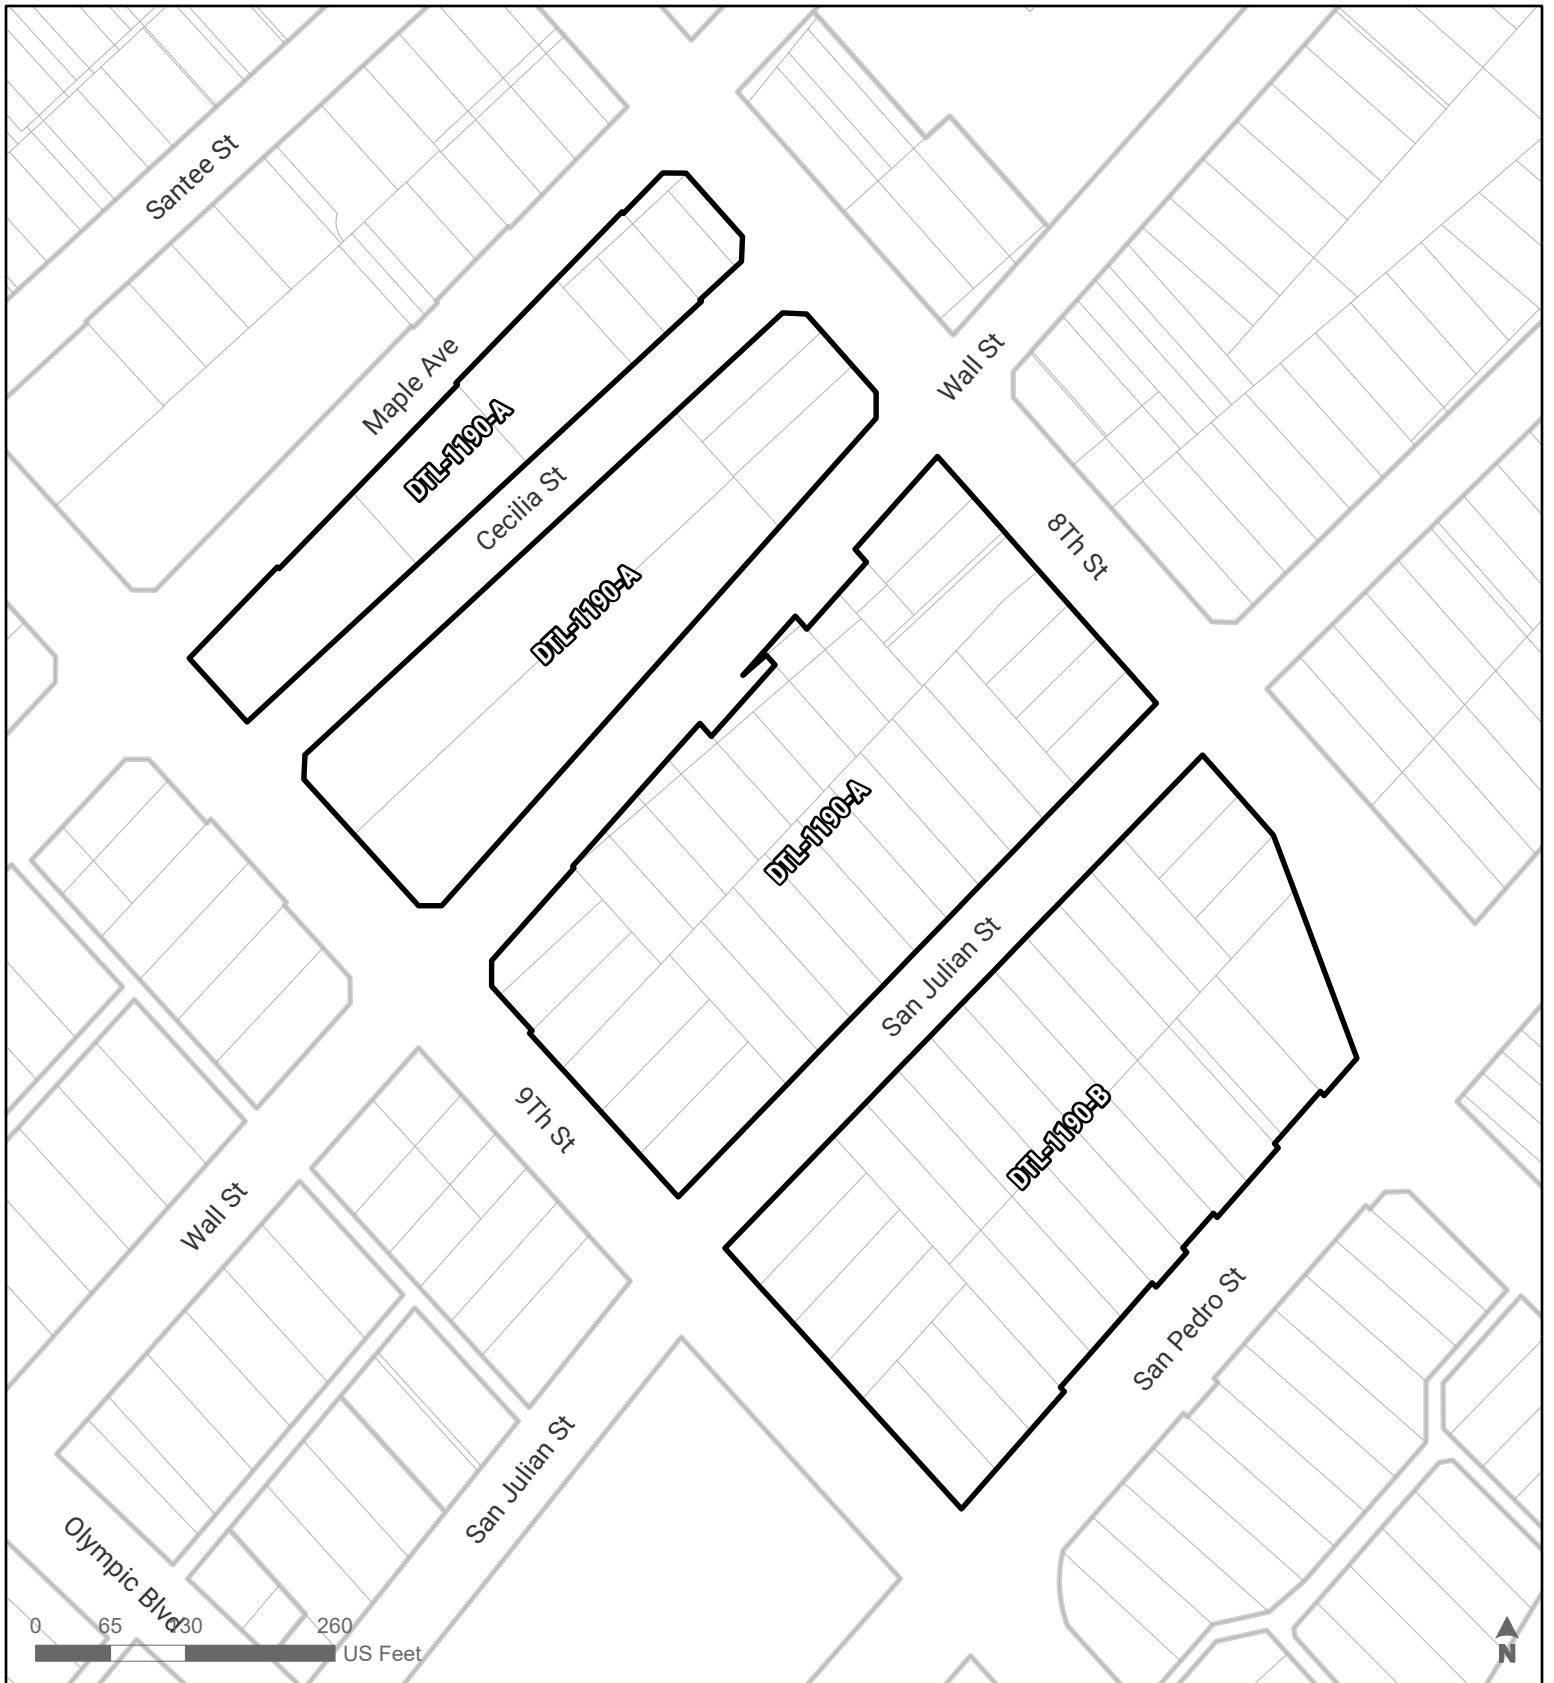 Santee St
Maple Ave
Wall St
DTL-1190-A
Cecilia St
8Th St
DTL-1190-A
DTL-1190-A
San Julian St
9Th St
DTL-1190-B
Wall St
San Pedro St
San Julian St
Olympic Blvd
0 65 130 260
US Feet
N